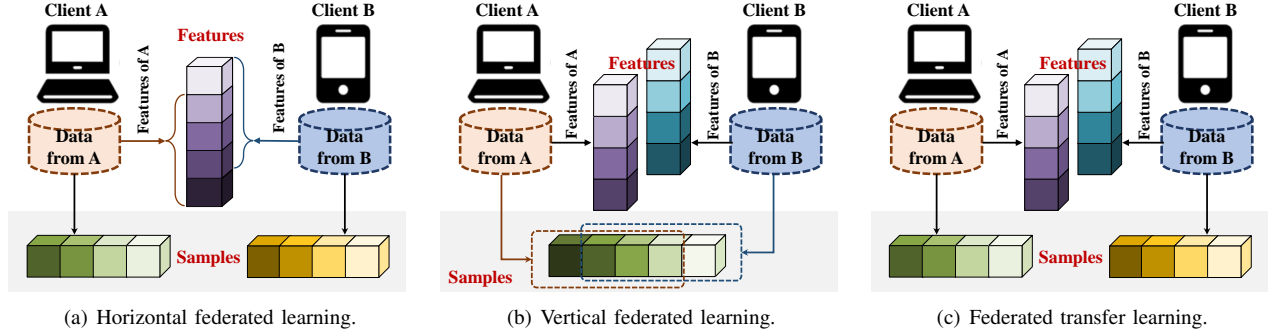 Client A
Client B
Features
Features of A
Features of B
Data
from A
Data
from B
Samples
(a) Horizontal federated learning.
Client A
Client B
Features
Features of A
Features of B
Data
from A
Data
from B
Samples
(b) Vertical federated learning.
Client A
Client B
Features
Features of A
Features of B
Data
from A
Data
from B
Samples
(c) Federated transfer learning.